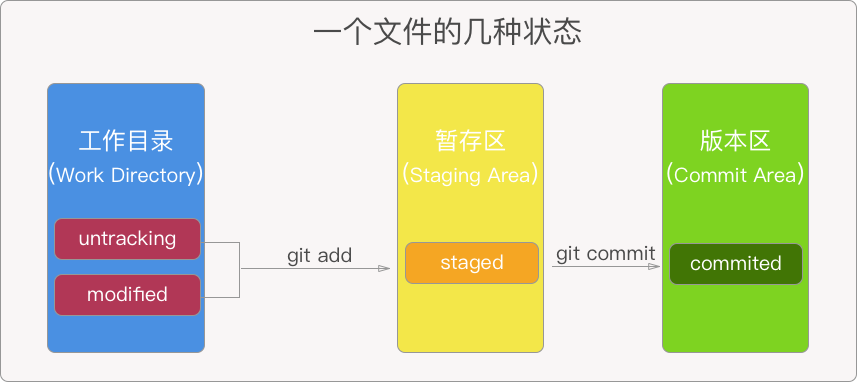 一个文件的几种状态
工作目录
(Work Directory)
untracking
modified
git add
暂存区
(Staging Area)
staged
git commit
版本区
(Commit Area)
commited